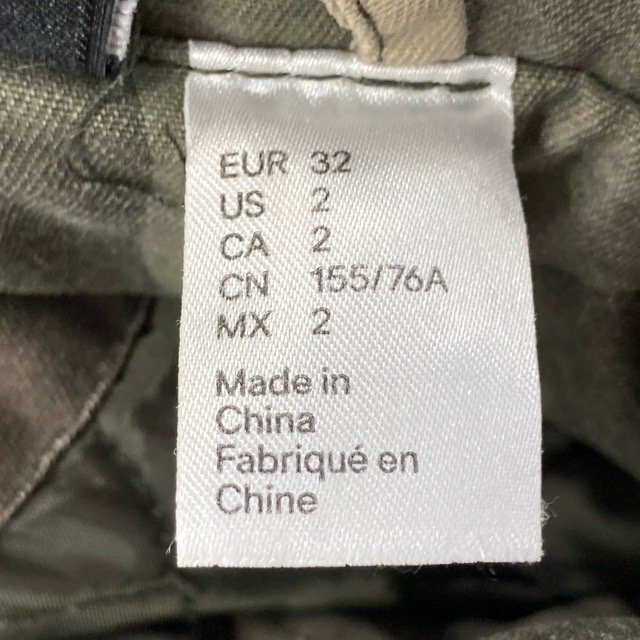 EUR 32
US 2
CA 2
CN 155/76A
MX 2
Made in
China
Fabriqué en
Chine